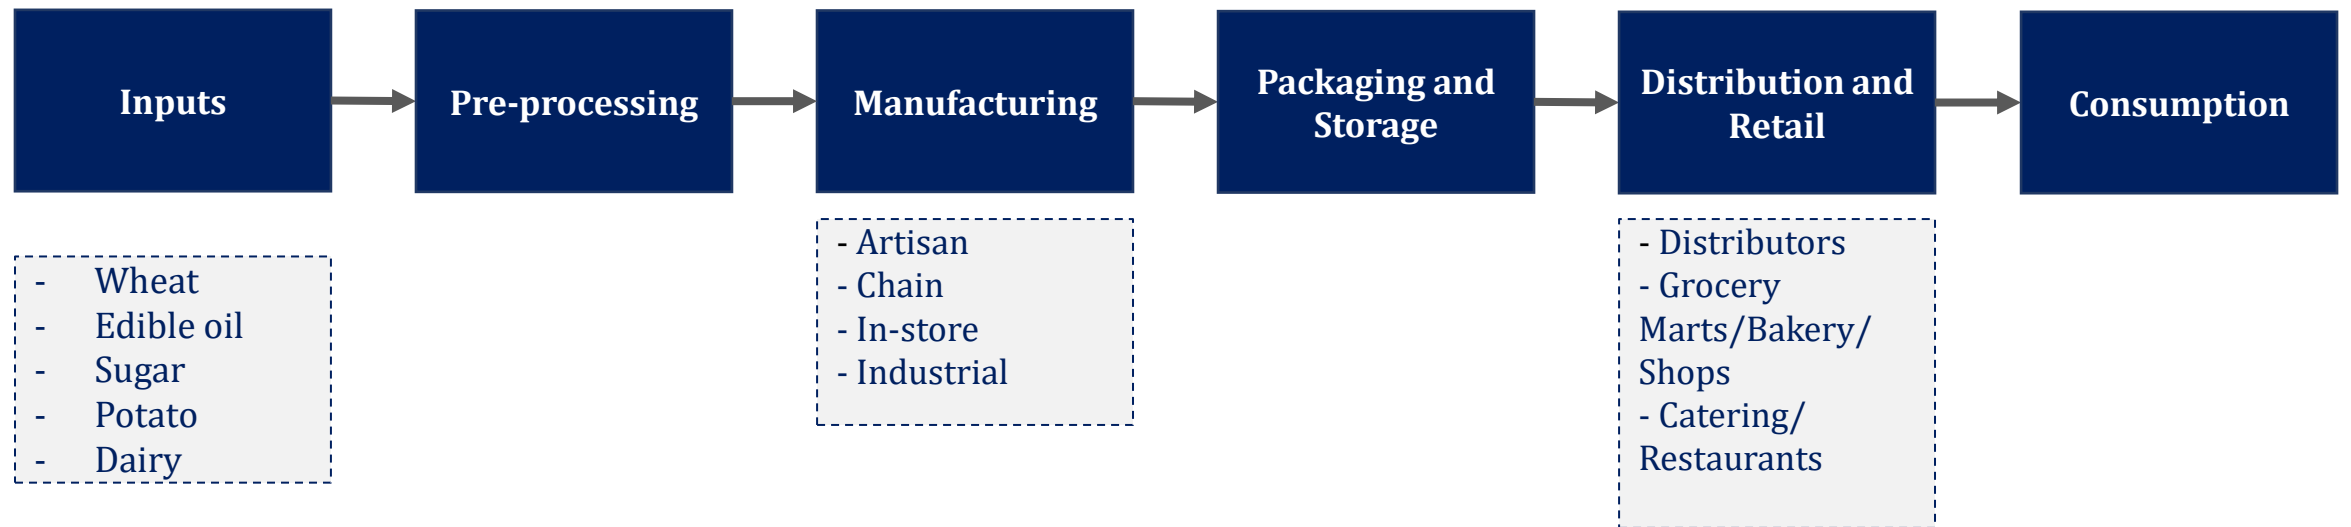 Inputs
Pre-processing
Manufacturing
Packaging and
Storage
Distribution and
Retail
Consumption
- Wheat
- Edible oil
- Sugar
- Potato
- Dairy
- Artisan
- Chain
- In-store
- Industrial
- Distributors
- Grocery
Marts/Bakery/
Shops
- Catering/
Restaurants